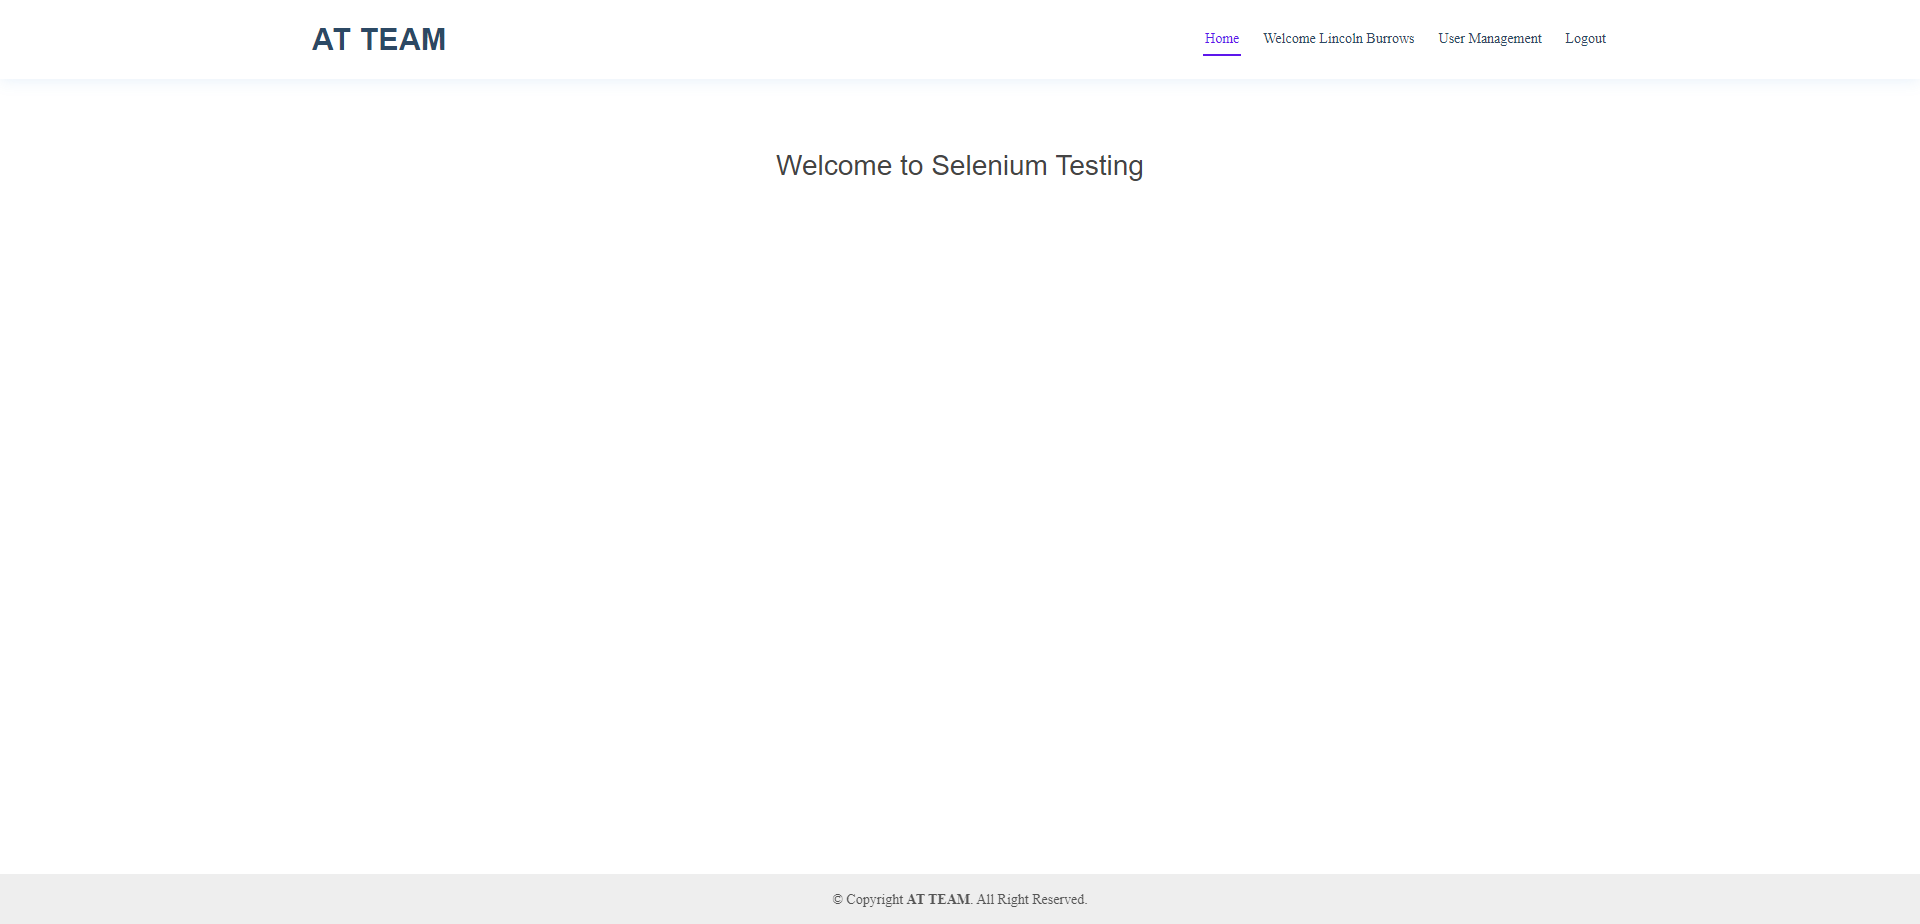 AT TEAM
Home Welcome Lincoln Burrows User Management Logout
Welcome to Selenium Testing
© Copyright AT TEAM. All Right Reserved.